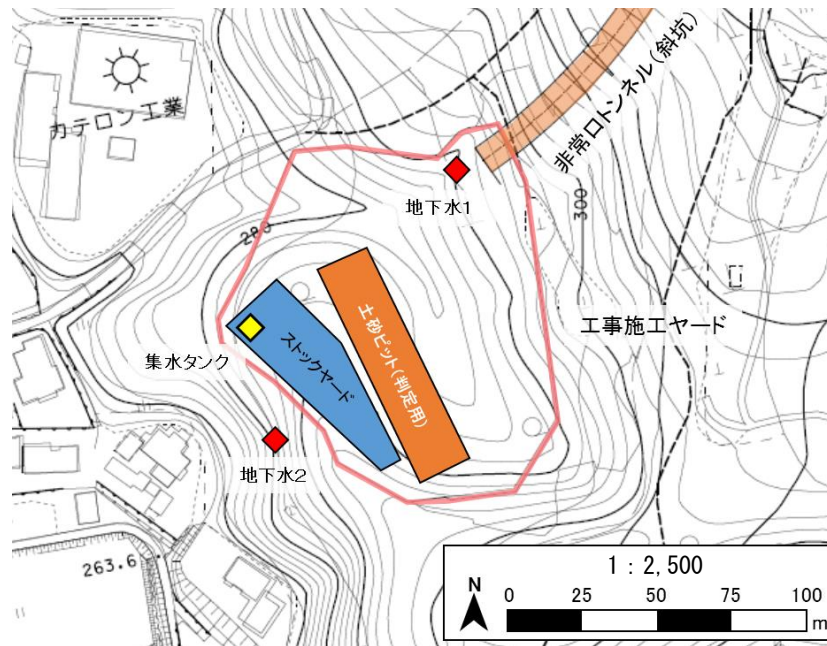 カテロン工業
非常口トンネル(斜坑)
地下水1
300
工事施工ヤード
土砂ピット(判定用)
ストックヤード
集水タンク
地下水2
263.6
1：2,500
N
0 25 50 75 100
m